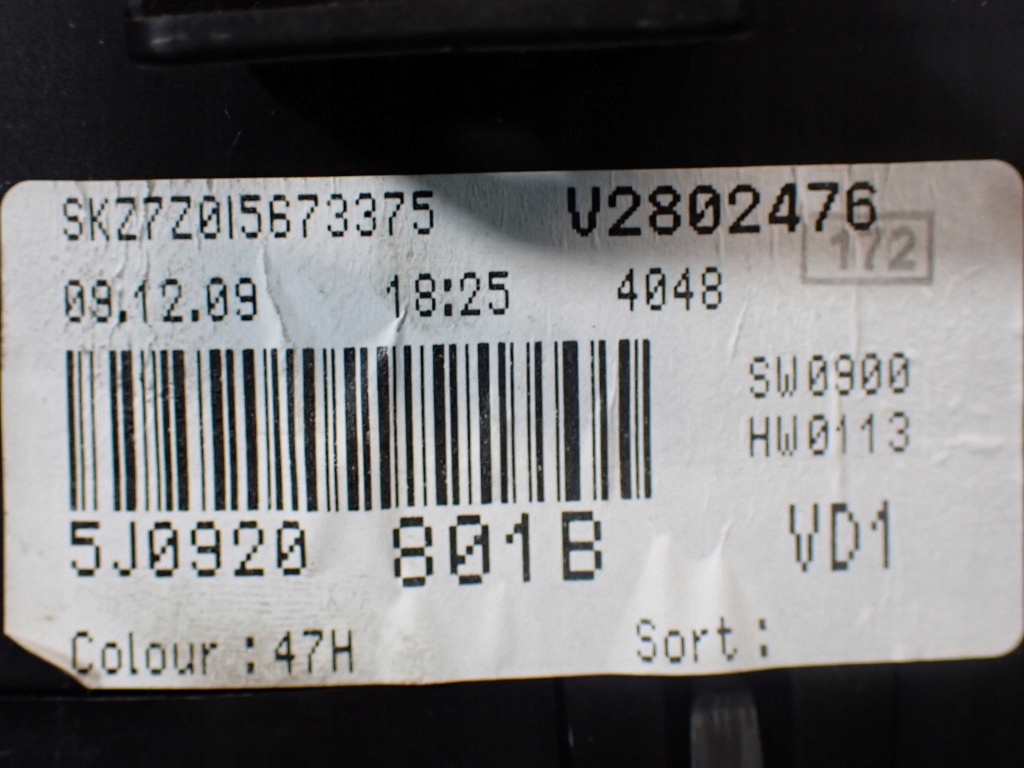 SKZ7Z0I5673375 V2802476
172
09.12.09 18:25 4048
SW0900
HW0113
5J0920 801B VD1
Colour :47H Sort: